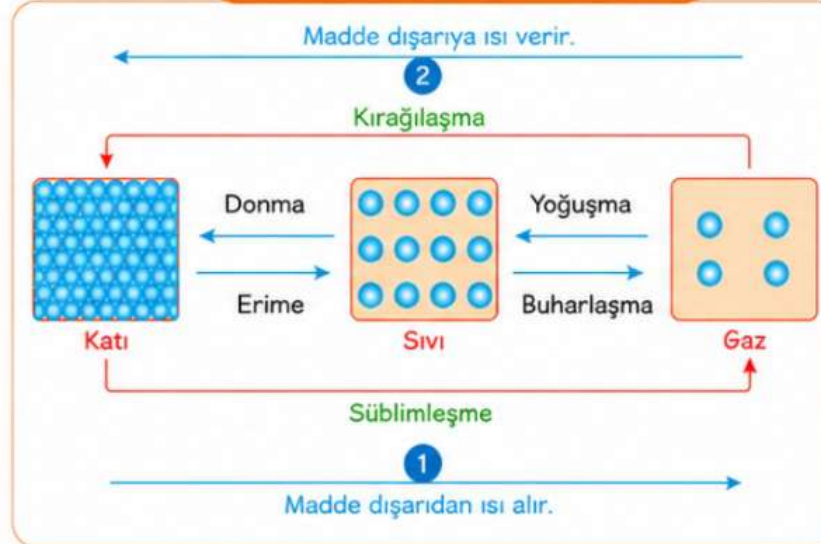 Madde dışarıya ısı verir.
2
Kırağılaşma
Donma
Yoğuşma
Erime
Buharlaşma
Katı
Sıvı
Gaz
Süblimleşme
1
Madde dışarıdan ısı alır.